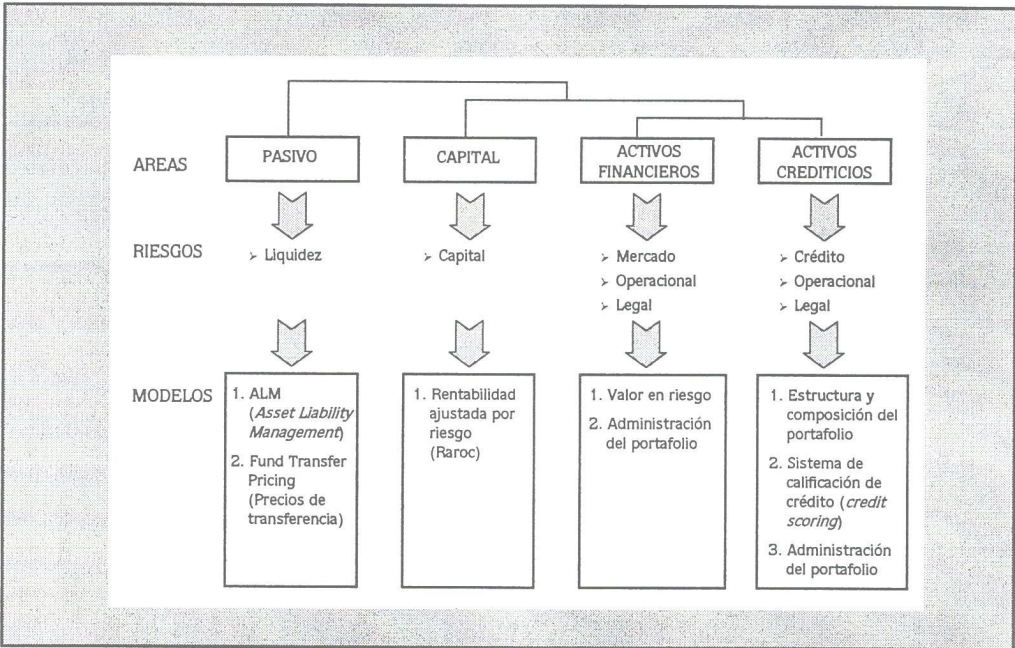 AREAS
PASIVO
CAPITAL
ACTIVOS
FINANCIEROS
ACTIVOS
CREDITICIOS
RIESGOS
➢ Liquidez
➢ Capital
➢ Mercado
➢ Operacional
➢ Legal
➢ Crédito
➢ Operacional
➢ Legal
MODELOS
1. ALM
(Asset Liability
Management)
2. Fund Transfer
Pricing
(Precios de
transferencia)
1. Rentabilidad
ajustada por
riesgo
(Raroc)
1. Valor en riesgo
2. Administración
del portafolio
1. Estructura y
composición del
portafolio
2. Sistema de
calificación de
crédito (credit
scoring)
3. Administración
del portafolio